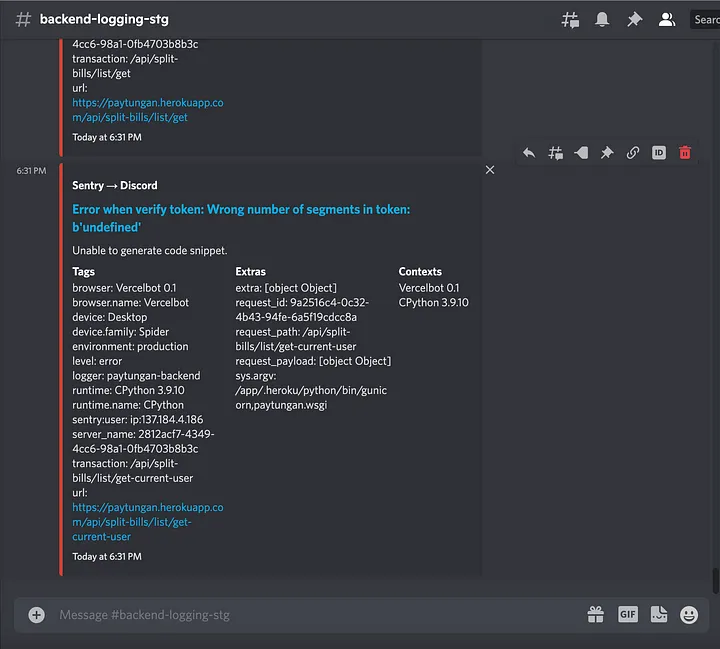 # backend-logging-stg
Searc
4cc6-98a1-0fb4703b8b3c
transaction: /api/split-
bills/list/get
url:
https://paytungan.herokuapp.co
m/api/split-bills/list/get
Today at 6:31 PM
6:31 PM
Sentry → Discord
Error when verify token: Wrong number of segments in token:
b'undefined'
Unable to generate code snippet.
Tags
browser: Vercelbot 0.1
browser.name: Vercelbot
device: Desktop
device.family: Spider
environment: production
level: error
logger: paytungan-backend
runtime: CPython 3.9.10
runtime.name: CPython
sentry:user: ip:137.184.4.186
server_name: 2812acf7-4349-
4cc6-98a1-0fb4703b8b3c
transaction: /api/split-
bills/list/get-current-user
url:
https://paytungan.herokuapp.co
m/api/split-bills/list/get-
current-user
Extras
extra: [object Object]
request_id: 9a2516c4-0c32-
4b43-94fe-6a5f19cdcc8a
request_path: /api/split-
bills/list/get-current-user
request_payload: [object Object]
sys.argv:
/app/.heroku/python/bin/gunic
orn,paytungan.wsgi
Contexts
Vercelbot 0.1
CPython 3.9.10
Today at 6:31 PM
ID
Message #backend-logging-stg
GIF